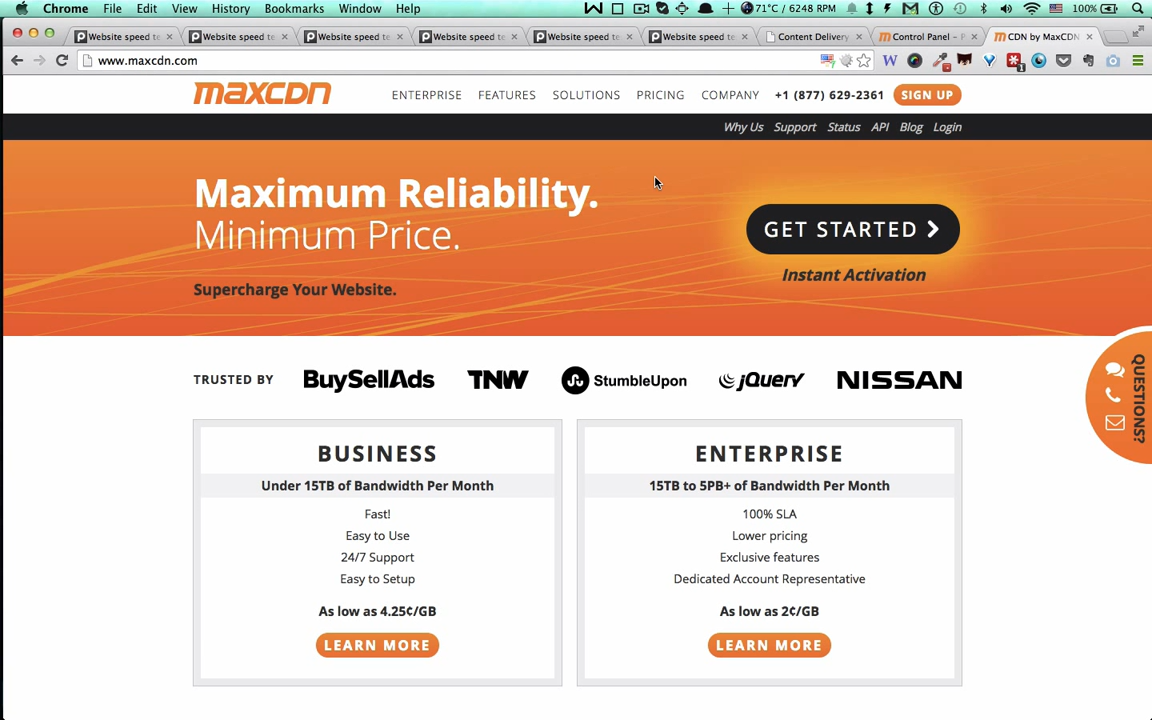 Chrome File Edit View History Bookmarks Window Help 71°C / 6248 RPM 100%
Website speed te Website speed te Website speed te Website speed te Website speed te Website speed te Content Delivery Control Panel – P CDN by MaxCDN
www.maxcdn.com
maxcdn ENTERPRISE FEATURES SOLUTIONS PRICING COMPANY +1 (877) 629-2361 SIGN UP
Why Us Support Status API Blog Login
Maximum Reliability.
Minimum Price.
Supercharge Your Website.
GET STARTED
Instant Activation
TRUSTED BY BuySellAds TNW StumbleUpon jQuery NISSAN
QUESTIONS?
BUSINESS
Under 15TB of Bandwidth Per Month
Fast!
Easy to Use
24/7 Support
Easy to Setup
As low as 4.25¢/GB
LEARN MORE
ENTERPRISE
15TB to 5PB+ of Bandwidth Per Month
100% SLA
Lower pricing
Exclusive features
Dedicated Account Representative
As low as 2¢/GB
LEARN MORE